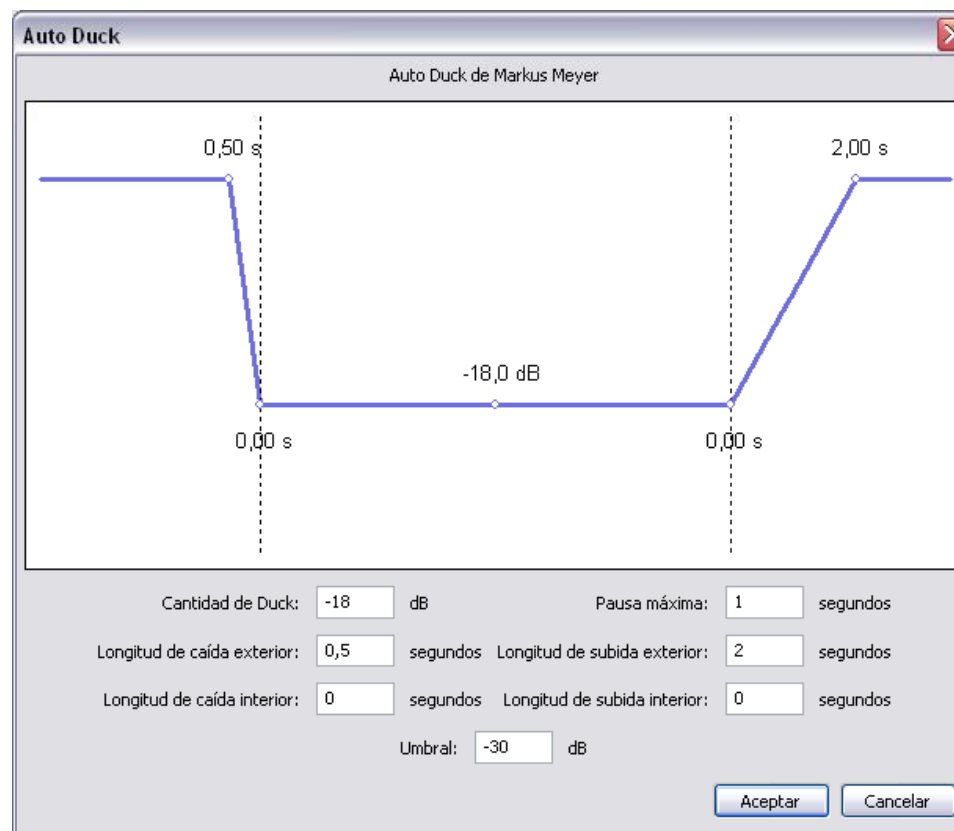 Auto Duck
Auto Duck de Markus Meyer
0,50 s 2,00 s
-18,0 dB
0,00 s 0,00 s
Cantidad de Duck: -18 dB Pausa máxima: 1 segundos
Longitud de caída exterior: 0,5 segundos Longitud de subida exterior: 2 segundos
Longitud de caída interior: 0 segundos Longitud de subida interior: 0 segundos
Umbral: -30 dB
Aceptar Cancelar